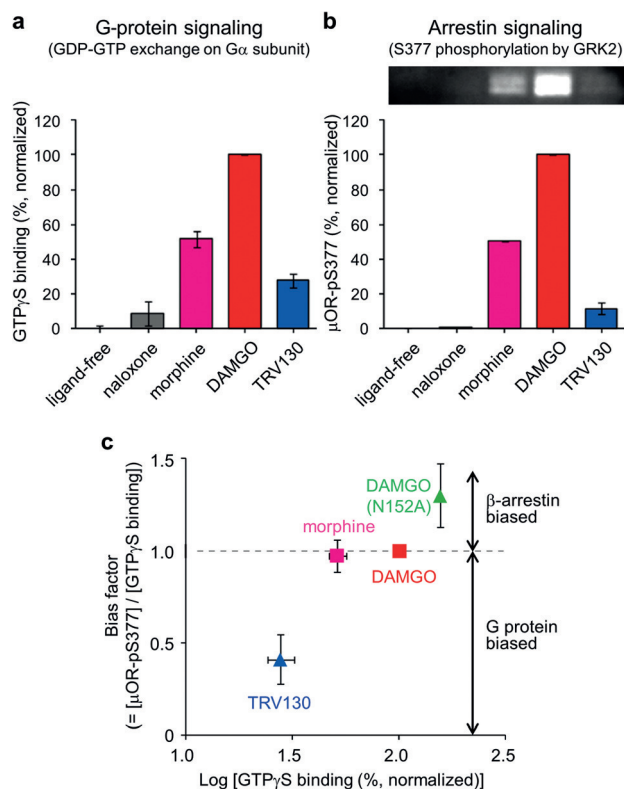 a
G-protein signaling
(GDP-GTP exchange on Gα subunit)
GTPγS binding (%, normalized)
120
100
80
60
40
20
0
ligand-free
naloxone
morphine
DAMGO
TRV130
b
Arrestin signaling
(S377 phosphorylation by GRK2)
μOR-pS377 (%, normalized)
120
100
80
60
40
20
0
ligand-free
naloxone
morphine
DAMGO
TRV130
c
Bias factor
(= [μOR-pS377] / [GTPγS binding])
1.5
1.0
0.5
0
DAMGO
(N152A)
morphine
DAMGO
TRV130
β-arrestin
biased
G protein
biased
1.0
1.5
2.0
2.5
Log [GTPγS binding (%, normalized)]